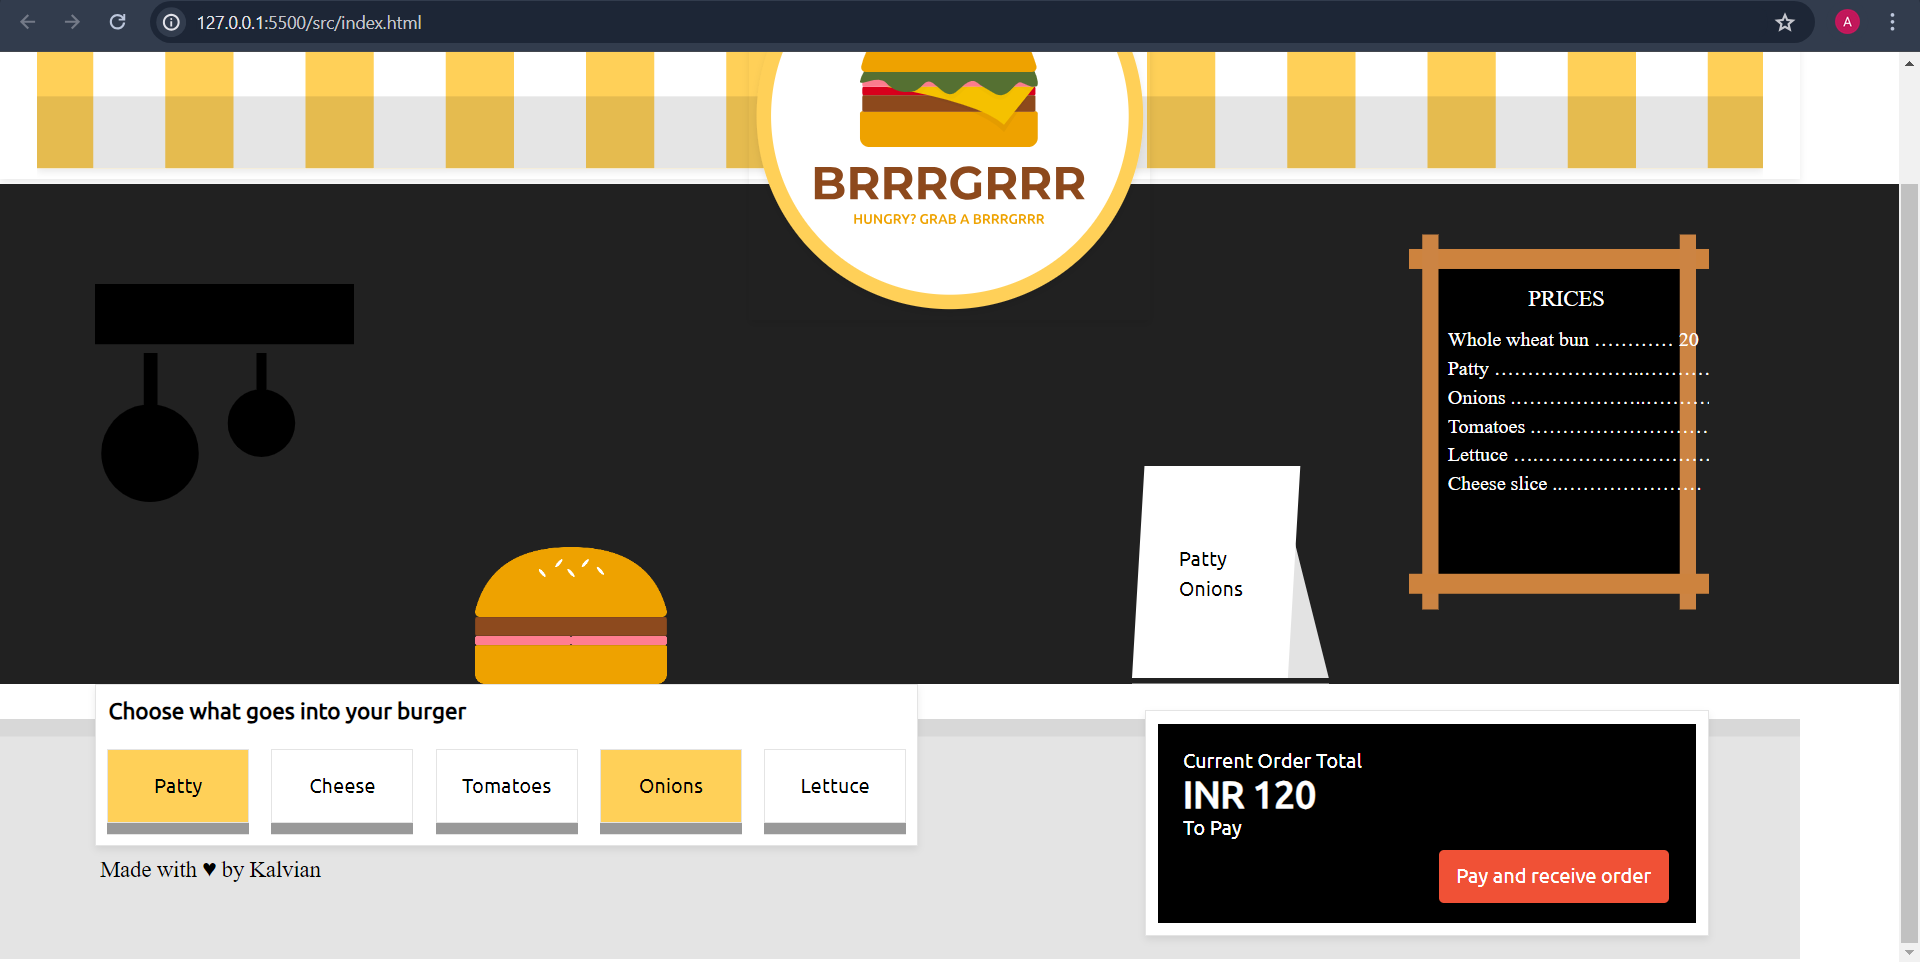 127.0.0.1:5500/src/index.html
A
BRRRGRRR
HUNGRY? GRAB A BRRRGRRR
PRICES
Whole wheat bun ………… 20
Patty …………………..………
Onions .………………..………
Tomatoes ………………………
Lettuce ….………………………
Cheese slice ..…………………
Patty
Onions
Choose what goes into your burger
Patty Cheese Tomatoes Onions Lettuce
Current Order Total
INR 120
To Pay
Pay and receive order
Made with ♥ by Kalvian